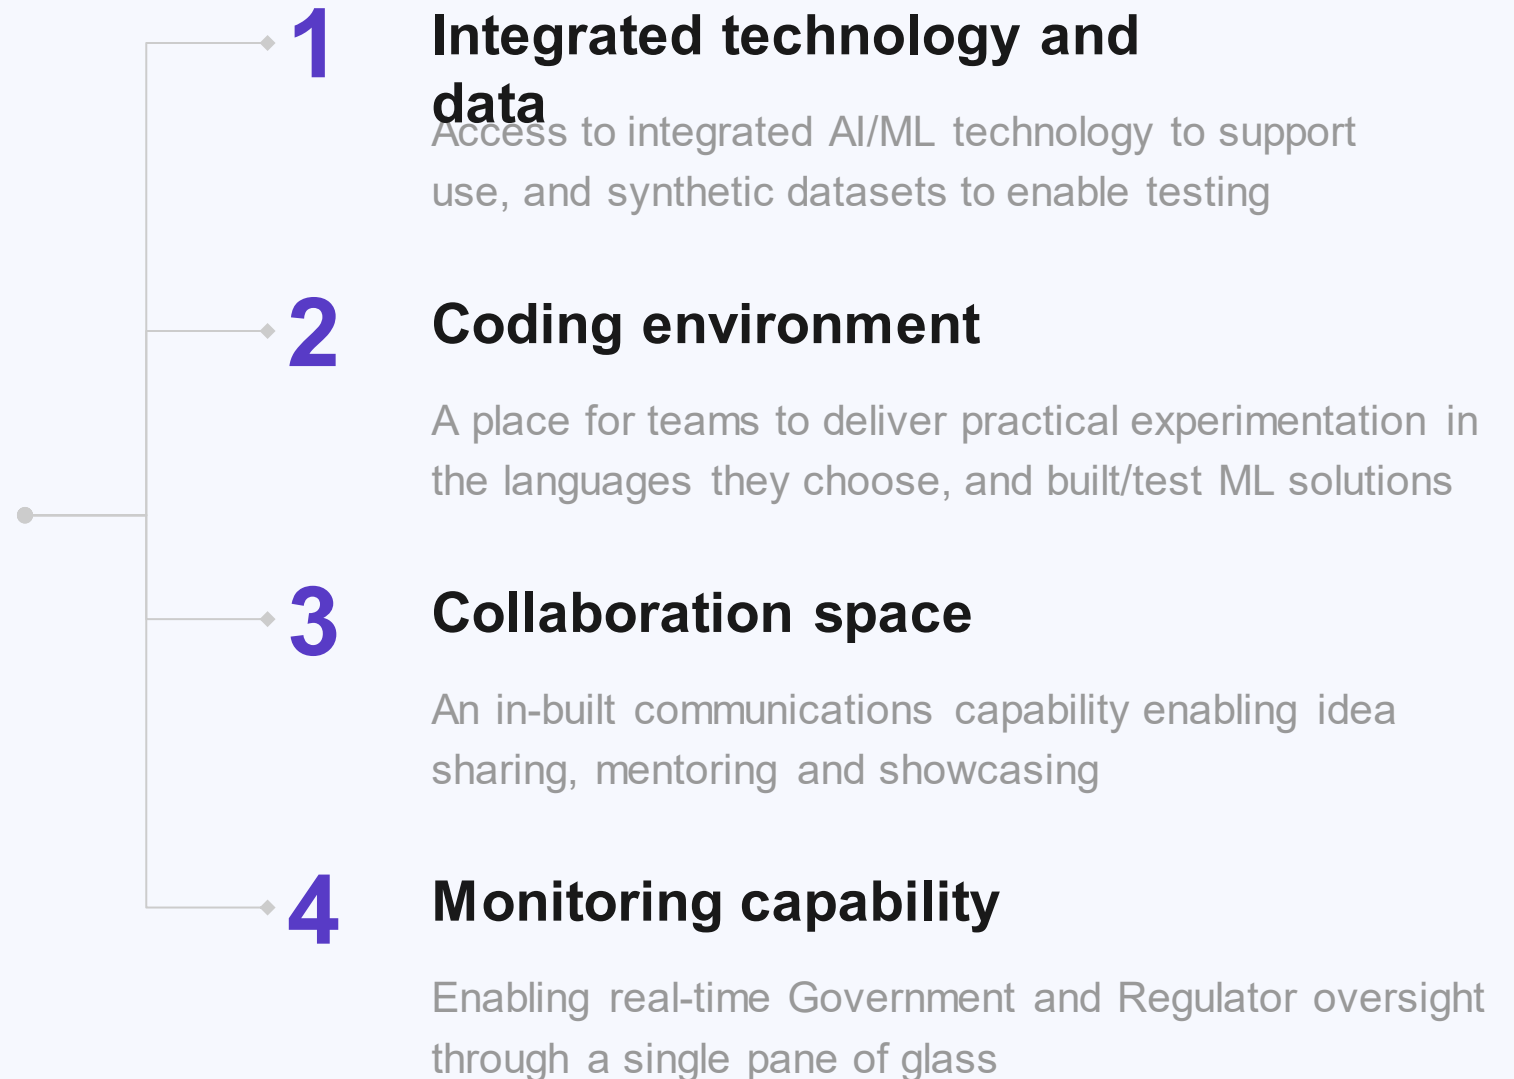 1
Integrated technology and
data
Access to integrated AI/ML technology to support
use, and synthetic datasets to enable testing
2
Coding environment
A place for teams to deliver practical experimentation in
the languages they choose, and built/test ML solutions
3
Collaboration space
An in-built communications capability enabling idea
sharing, mentoring and showcasing
4
Monitoring capability
Enabling real-time Government and Regulator oversight
through a single pane of glass